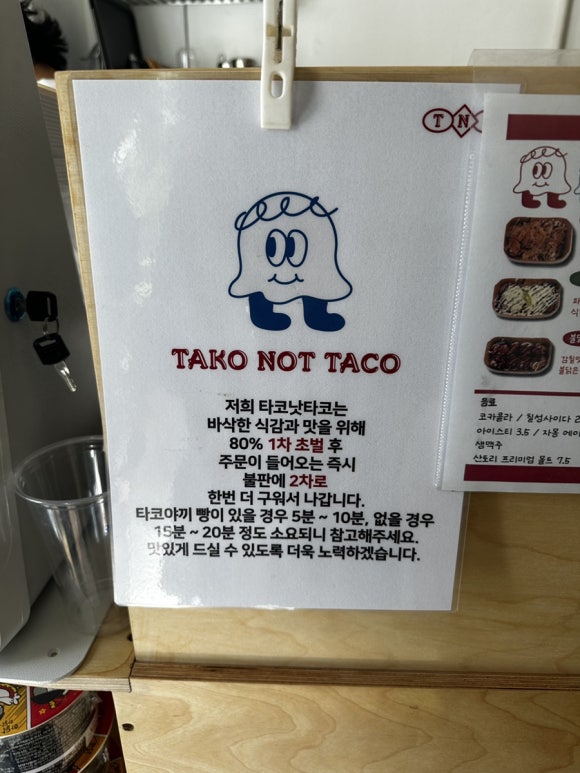 TN
TAKO NOT TACO
저희 타코낫타코는
바삭한 식감과 맛을 위해
80% 1차 초벌 후
주문이 들어오는 즉시
불판에 2차로
한번 더 구워서 나갑니다.
타코야끼 빵이 있을 경우 5분 ~ 10분, 없을 경우
15분 ~ 20분 정도 소요되니 참고해주세요.
맛있게 드실 수 있도록 더욱 노력하겠습니다.
음료
코카콜라 / 칠성사이다 2
아이스티 3.5 / 자몽 에이
생맥주
산토리 프리미엄 몰트 7.5